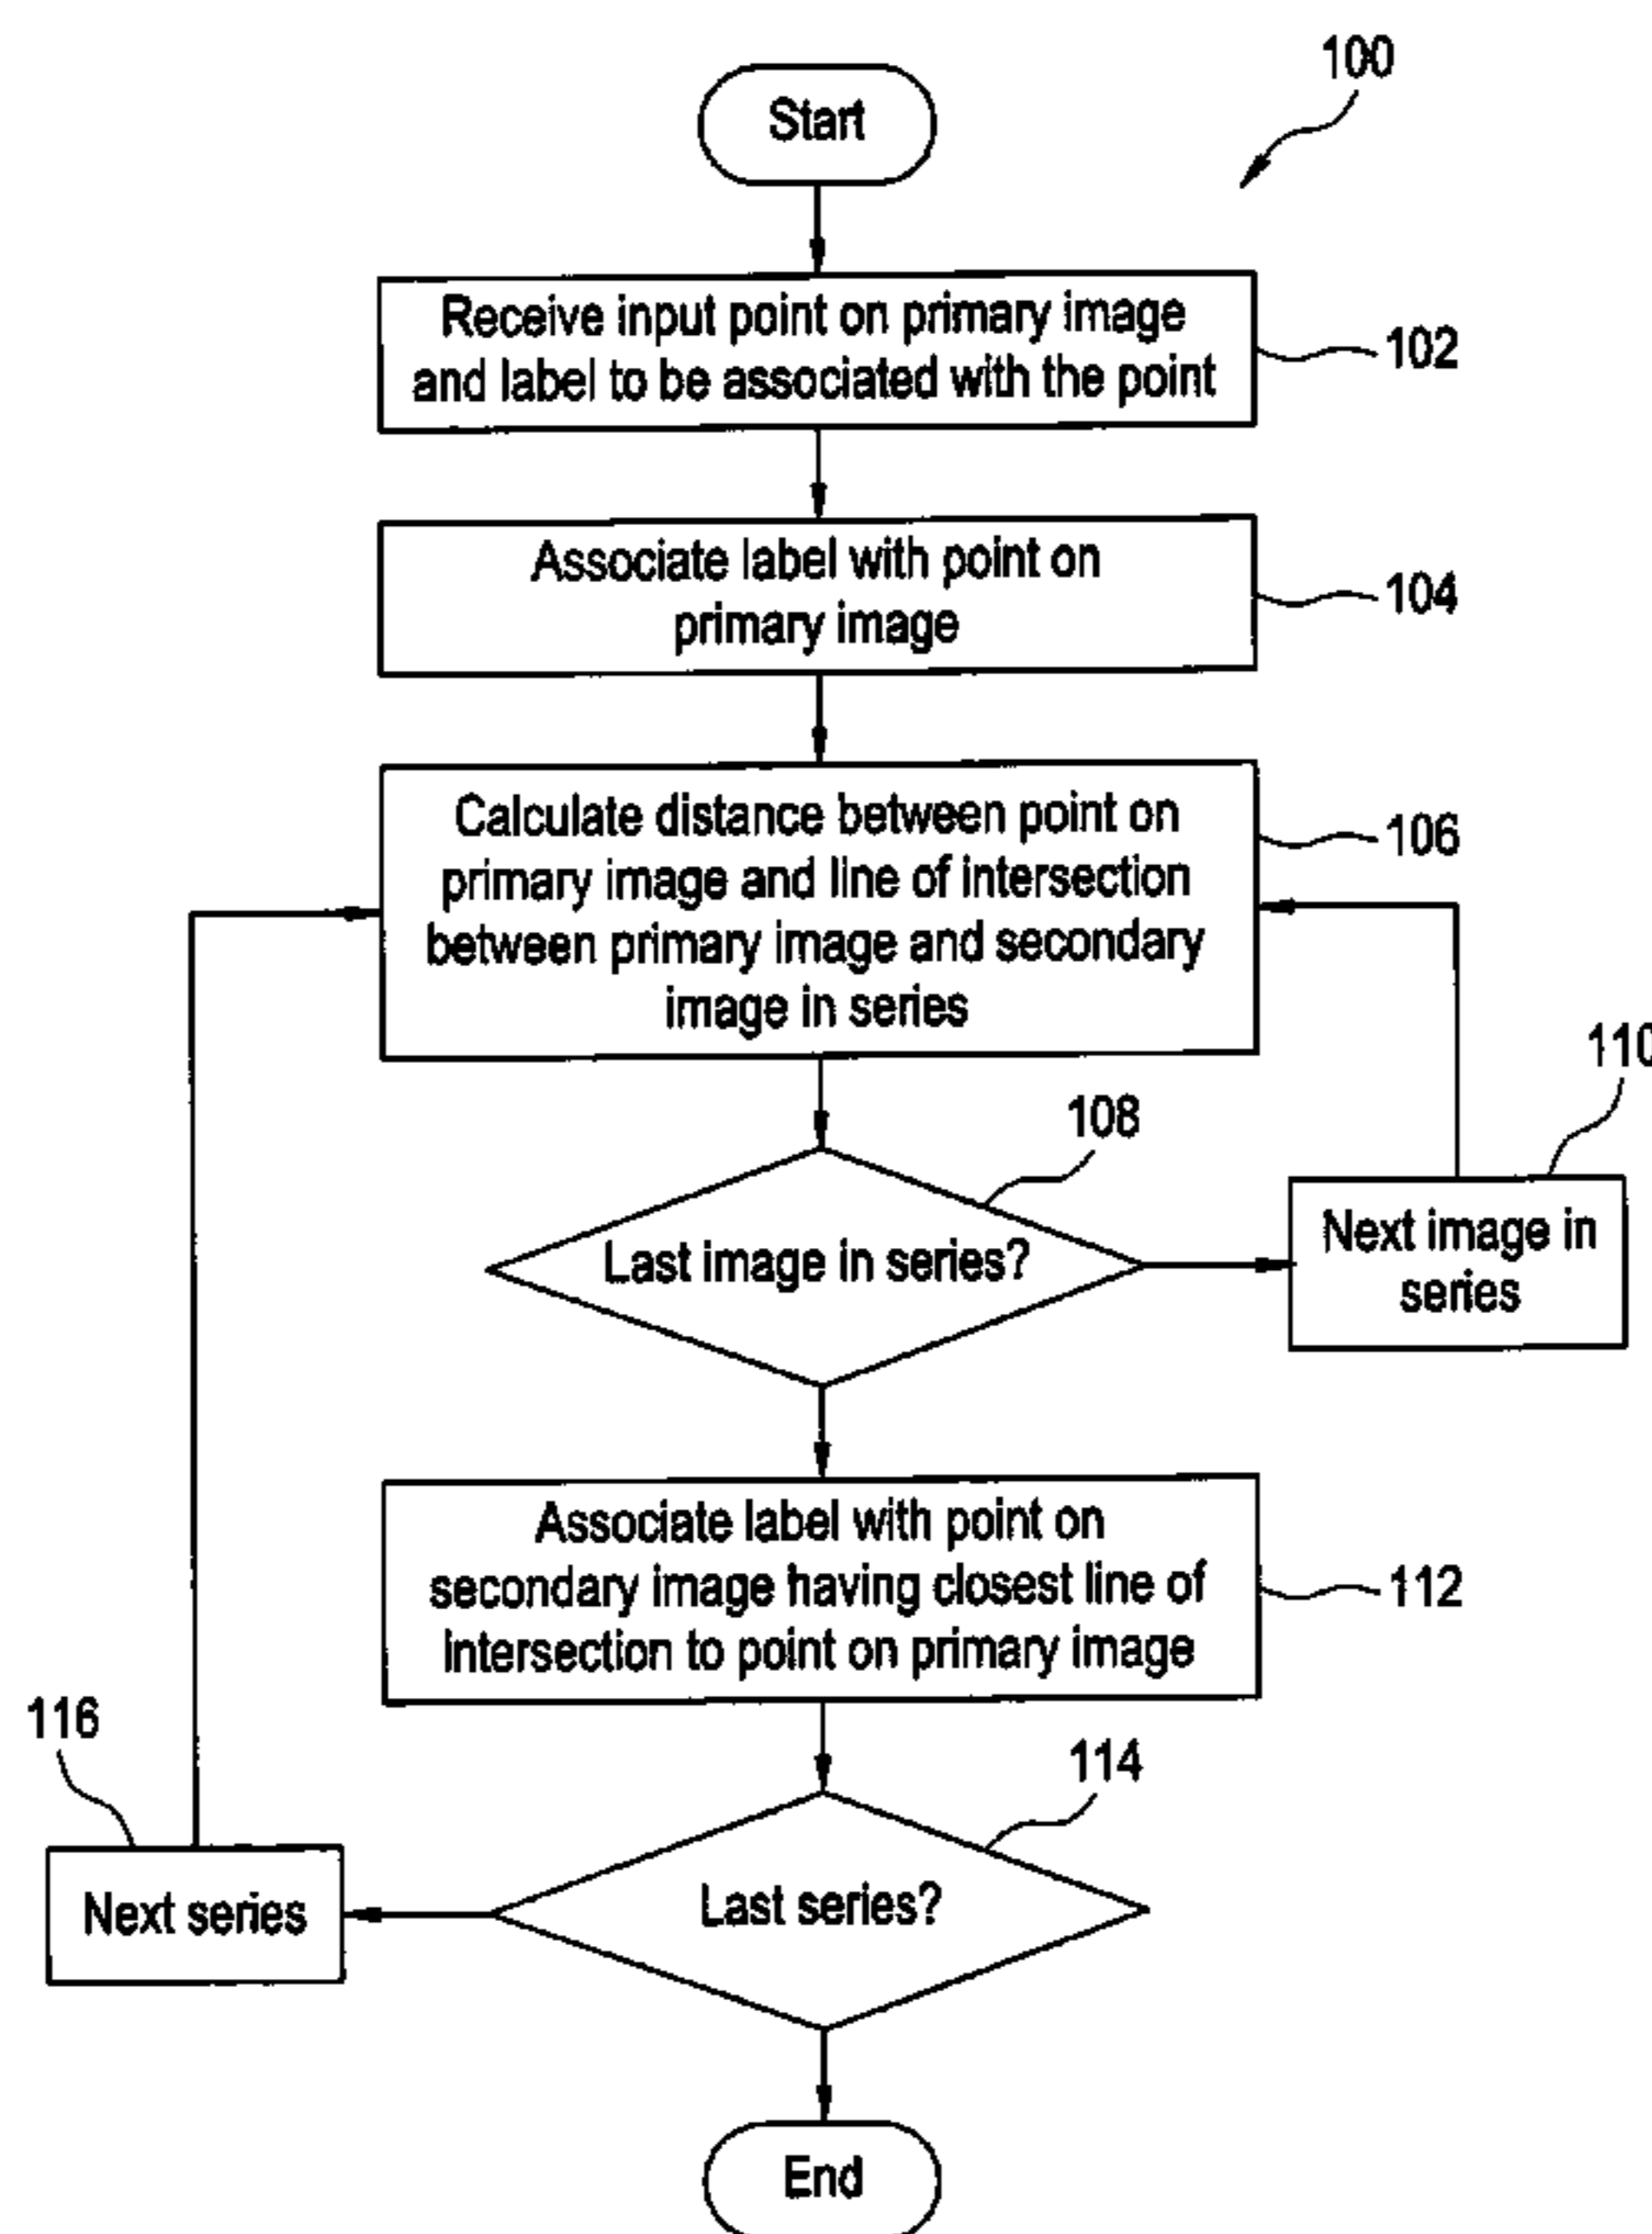 100
Start
Receive input point on primary image
and label to be associated with the point
102
Associate label with point on
primary image
104
Calculate distance between point on
primary image and line of intersection
between primary image and secondary
image in series
106
108
Last image in series?
110
Next image in
series
Associate label with point on
secondary image having closest line of
Intersection to point on primary image
112
114
Last series?
116
Next series
End